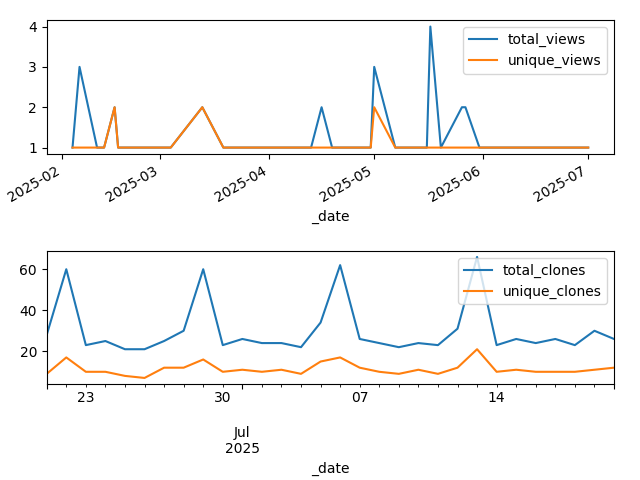 4
3
2
1
total_views
unique_views
2025-02
2025-03
2025-04
2025-05
2025-06
2025-07
_date
60
40
20
total_clones
unique_clones
23
30
07
14
Jul
2025
_date